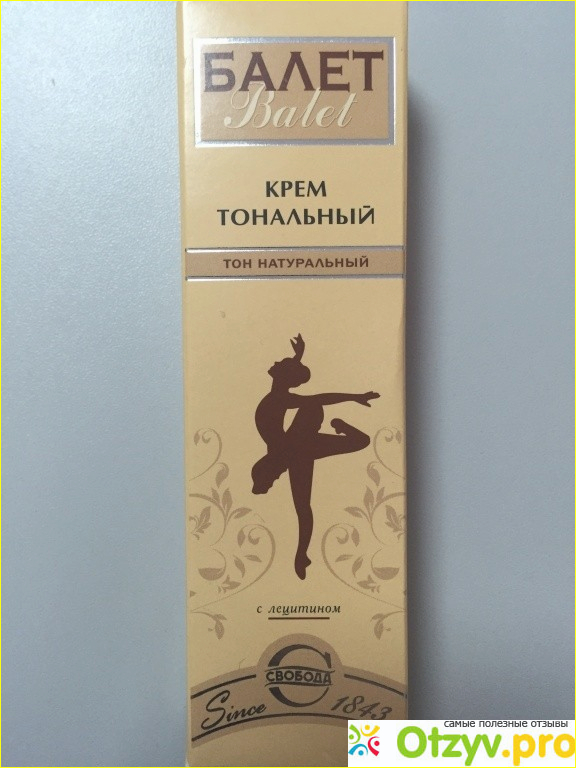 БАЛЕТ
Balet
КРЕМ
ТОНАЛЬНЫЙ
ТОН НАТУРАЛЬНЫЙ
с лецитином
СВОБОДА
Since 1843
самые полезные отзывы
Otzyv.pro